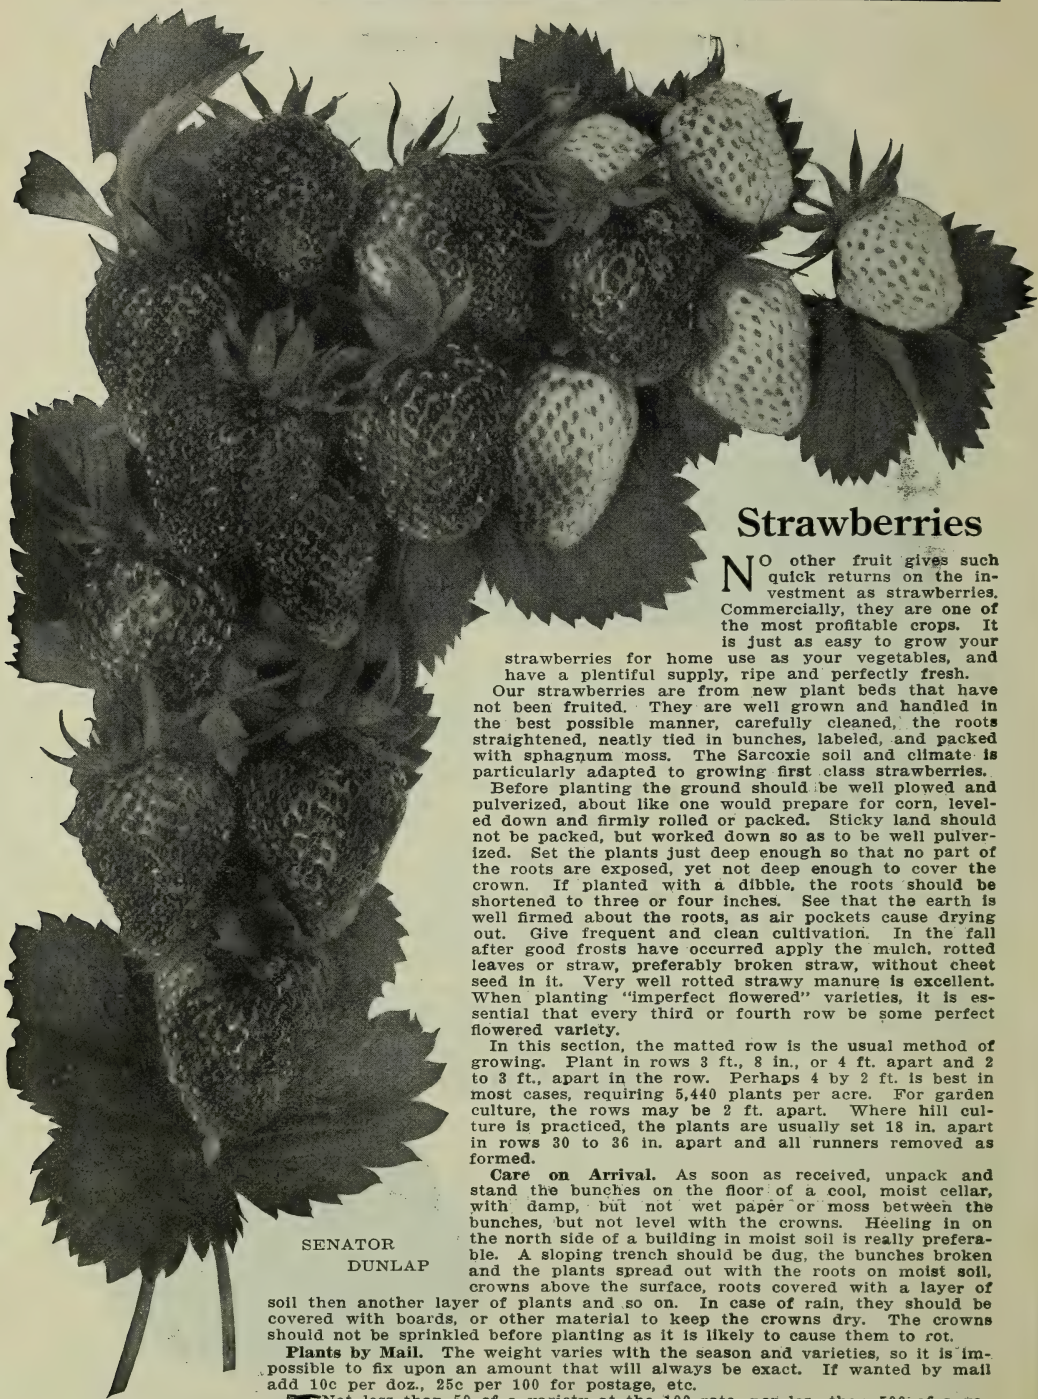 Strawberries
NO other fruit gives such
quick returns on the in-
vestment as strawberries.
Commercially, they are one of
the most profitable crops. It
is just as easy to grow your
strawberries for home use as your vegetables, and
have a plentiful supply, ripe and perfectly fresh.
Our strawberries are from new plant beds that have
not been fruited. They are well grown and handled in
the best possible manner, carefully cleaned, the roots
straightened, neatly tied in bunches, labeled, and packed
with sphagnum moss. The Sarcoxie soil and climate is
particularly adapted to growing first class strawberries.
Before planting the ground should be well plowed and
pulverized, about like one would prepare for corn, level-
ed down and firmly rolled or packed. Sticky land should
not be packed, but worked down so as to be well pulver-
ized. Set the plants just deep enough so that no part of
the roots are exposed, yet not deep enough to cover the
crown. If planted with a dibble, the roots should be
shortened to three or four inches. See that the earth is
well firmed about the roots, as air pockets cause drying
out. Give frequent and clean cultivation. In the fall
after good frosts have occurred apply the mulch, rotted
leaves or straw, preferably broken straw, without cheet
seed in it. Very well rotted strawy manure is excellent.
When planting "imperfect flowered" varieties, it is es-
sential that every third or fourth row be some perfect
flowered variety.
In this section, the matted row is the usual method of
growing. Plant in rows 3 ft., 8 in., or 4 ft. apart and 2
to 3 ft., apart in the row. Perhaps 4 by 2 ft. is best in
most cases, requiring 5,440 plants per acre. For garden
culture, the rows may be 2 ft. apart. Where hill cul-
ture is practiced, the plants are usually set 18 in. apart
in rows 30 to 36 in. apart and all runners removed as
formed.
Care on Arrival. As soon as received, unpack and
stand the bunches on the floor of a cool, moist cellar,
with damp, but not wet paper or moss between the
bunches, but not level with the crowns. Heeling in on
the north side of a building in moist soil is really prefera-
ble. A sloping trench should be dug, the bunches broken
and the plants spread out with the roots on moist soil,
crowns above the surface, roots covered with a layer of
soil then another layer of plants and so on. In case of rain, they should be
covered with boards, or other material to keep the crowns dry. The crowns
should not be sprinkled before planting as it is likely to cause them to rot.
Plants by Mail. The weight varies with the season and varieties, so it is im-
possible to fix upon an amount that will always be exact. If wanted by mail
add 10c per doz., 25c per 100 for postage, etc.
SENATOR
DUNLAP